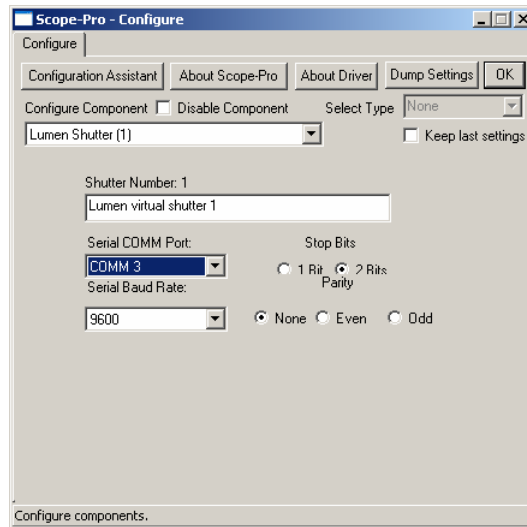 Scope-Pro - Configure
Configure
Configuration Assistant About Scope-Pro About Driver Dump Settings OK
Configure Component Disable Component Select Type None
Lumen Shutter (1) Keep last settings
Shutter Number: 1
Lumen virtual shutter 1
Serial COMM Port: Stop Bits
COMM 3 1 Bit 2 Bits
Serial Baud Rate: Parity
9600 None Even Odd
Configure components.